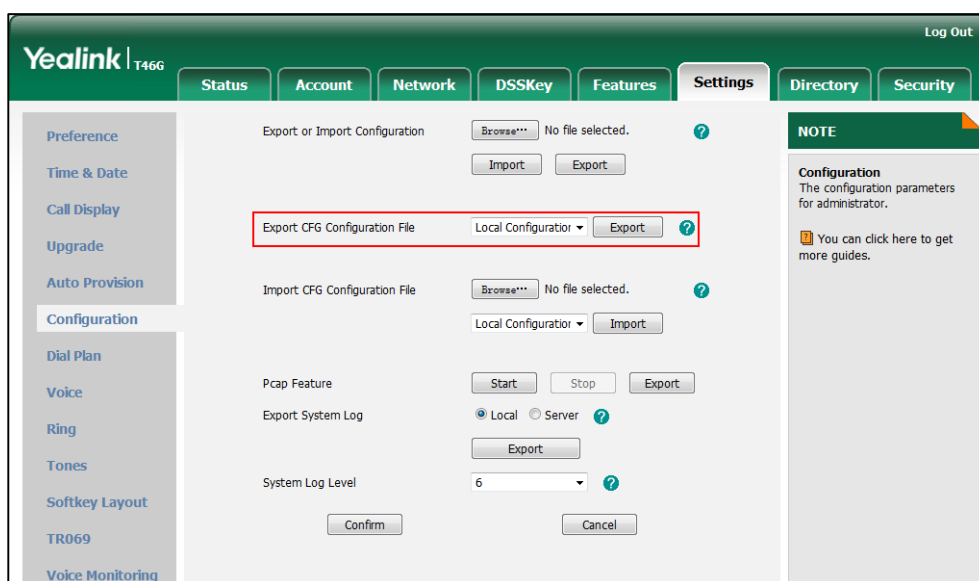 Log Out
Yealink T46G
Status Account Network DSSKey Features Settings Directory Security
Preference
Time & Date
Call Display
Upgrade
Auto Provision
Configuration
Dial Plan
Voice
Ring
Tones
Softkey Layout
TR069
Voice Monitoring
Export or Import Configuration Browse··· No file selected. ?
Import Export
Export CFG Configuration File Local Configuration Export ?
Import CFG Configuration File Browse··· No file selected. ?
Local Configuration Import
Pcap Feature Start Stop Export
Export System Log Local Server ?
Export
System Log Level 6 ?
Confirm Cancel
NOTE
Configuration
The configuration parameters
for administrator.
? You can click here to get
more guides.